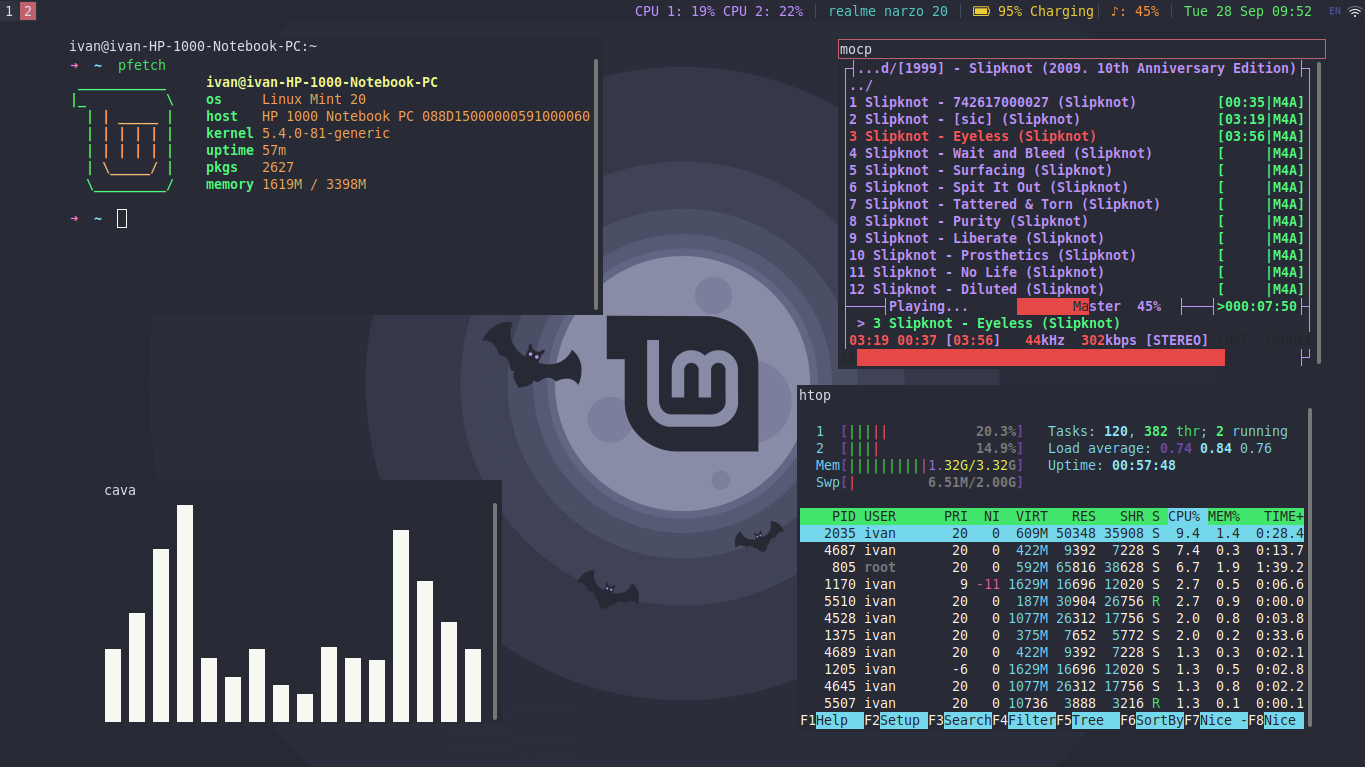 1 2 CPU 1: 19% CPU 2: 22% realme narzo 20 95% Charging ♪: 45% Tue 28 Sep 09:52 EN
ivan@ivan-HP-1000-Notebook-PC:~
→ ~ pfetch
ivan@ivan-HP-1000-Notebook-PC
os Linux Mint 20
host HP 1000 Notebook PC 088D15000000591000060
kernel 5.4.0-81-generic
uptime 57m
pkgs 2627
memory 1619M / 3398M
→ ~
mocp
...d/[1999] - Slipknot (2009. 10th Anniversary Edition)
../
1 Slipknot - 742617000027 (Slipknot) [00:35|M4A]
2 Slipknot - [sic] (Slipknot) [03:19|M4A]
3 Slipknot - Eyeless (Slipknot) [03:56|M4A]
4 Slipknot - Wait and Bleed (Slipknot) [ |M4A]
5 Slipknot - Surfacing (Slipknot) [ |M4A]
6 Slipknot - Spit It Out (Slipknot) [ |M4A]
7 Slipknot - Tattered & Torn (Slipknot) [ |M4A]
8 Slipknot - Purity (Slipknot) [ |M4A]
9 Slipknot - Liberate (Slipknot) [ |M4A]
10 Slipknot - Prosthetics (Slipknot) [ |M4A]
11 Slipknot - No Life (Slipknot) [ |M4A]
12 Slipknot - Diluted (Slipknot) [ |M4A]
Playing... Master 45% >000:07:50
> 3 Slipknot - Eyeless (Slipknot)
03:19 00:37 [03:56] 44kHz 302kbps [STEREO]
cava
htop
1 [||||| 20.3%] Tasks: 120, 382 thr; 2 running
2 [|||| 14.9%] Load average: 0.74 0.84 0.76
Mem[||||||||||1.32G/3.32G] Uptime: 00:57:48
Swp[| 6.51M/2.00G]
PID USER PRI NI VIRT RES SHR S CPU% MEM% TIME+
2035 ivan 20 0 609M 50348 35908 S 9.4 1.4 0:28.4
4687 ivan 20 0 422M 9392 7228 S 7.4 0.3 0:13.7
805 root 20 0 592M 65816 38628 S 6.7 1.9 1:39.2
1170 ivan 9 -11 1629M 16696 12020 S 2.7 0.5 0:06.6
5510 ivan 20 0 187M 30904 26756 R 2.7 0.9 0:00.0
4528 ivan 20 0 1077M 26312 17756 S 2.0 0.8 0:03.8
1375 ivan 20 0 375M 7652 5772 S 2.0 0.2 0:33.6
4689 ivan 20 0 422M 9392 7228 S 1.3 0.3 0:02.1
1205 ivan -6 0 1629M 16696 12020 S 1.3 0.5 0:02.8
4645 ivan 20 0 1077M 26312 17756 S 1.3 0.8 0:02.2
5507 ivan 20 0 10736 3888 3216 R 1.3 0.1 0:00.1
F1Help F2Setup F3SearchF4FilterF5Tree F6SortByF7Nice -F8Nice